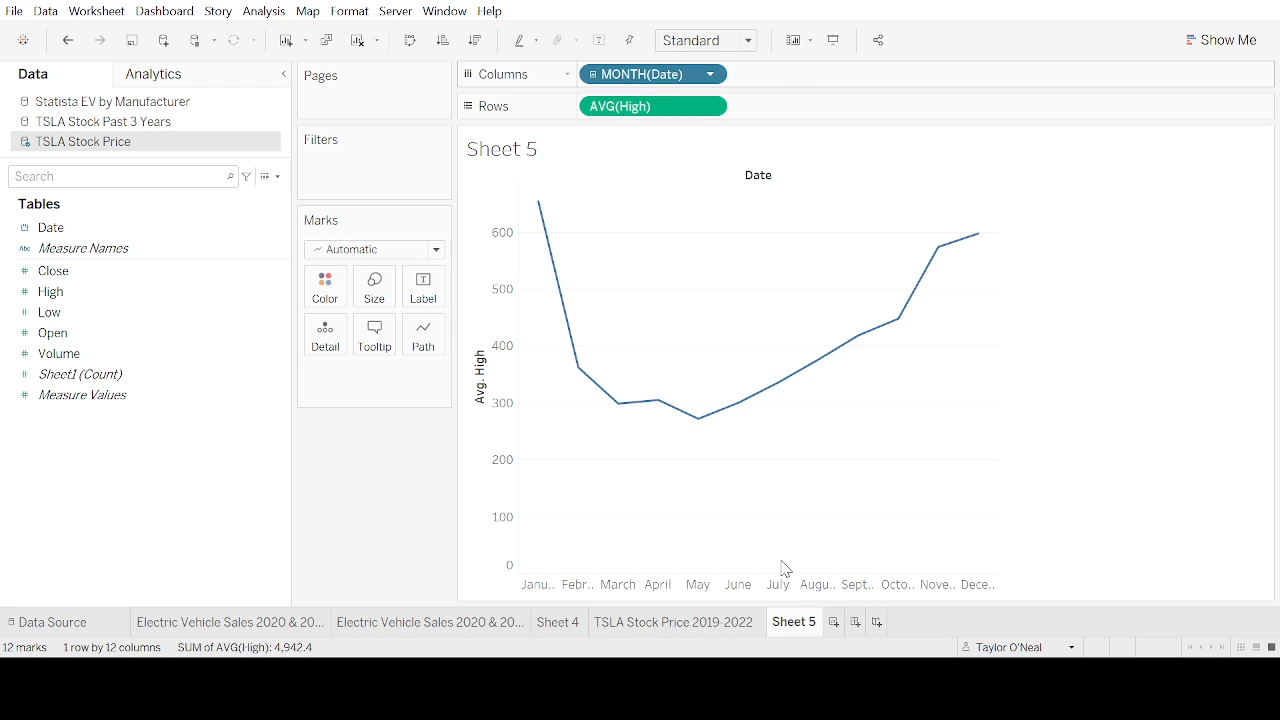 File Data Worksheet Dashboard Story Analysis Map Format Server Window Help
Standard
Show Me
Data Analytics
Statista EV by Manufacturer
TSLA Stock Past 3 Years
TSLA Stock Price
Search
Tables
Date
Abc Measure Names
Close
High
Low
Open
Volume
Sheet1 (Count)
Measure Values
Pages
Filters
Marks
Automatic
Color Size Label
Detail Tooltip Path
Columns MONTH(Date)
Rows AVG(High)
Sheet 5
Date
Avg. High
600
500
400
300
200
100
0
Janu.. Febr.. March April May June July Augu.. Sept.. Octo.. Nove.. Dece..
Data Source Electric Vehicle Sales 2020 & 20... Electric Vehicle Sales 2020 & 20... Sheet 4 TSLA Stock Price 2019-2022 Sheet 5
12 marks 1 row by 12 columns SUM of AVG(High): 4,942.4 Taylor O'Neal